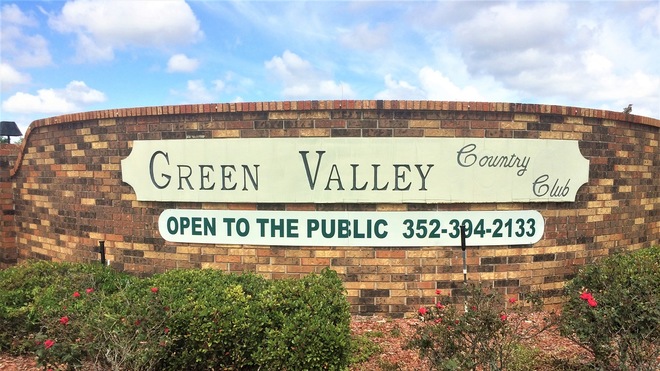 Green Valley Country Club
OPEN TO THE PUBLIC 352-394-2133